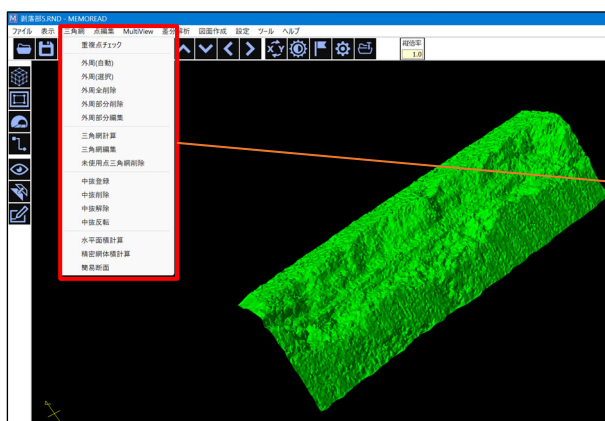 剥落部5.RND - MEMOREAD
ファイル 表示 三角網 点編集 MultiView 差分解析 図面作成 設定 ツール ヘルプ
縦倍率
1.0
重複点チェック
外周(自動)
外周(選択)
外周全削除
外周部分削除
外周部分編集
三角網計算
三角網編集
未使用点三角網削除
中抜登録
中抜削除
中抜解除
中抜反転
水平面積計算
精密網体積計算
簡易断面